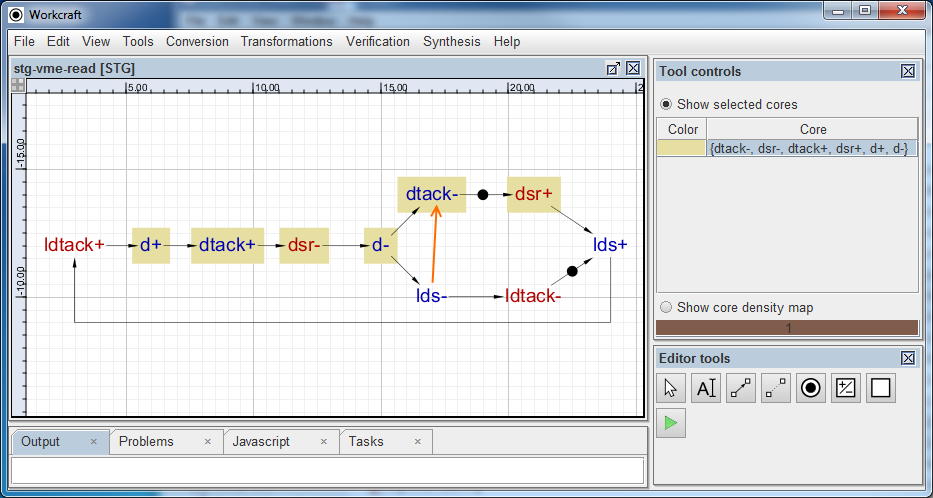 Workcraft
File Edit View Tools Conversion Transformations Verification Synthesis Help
stg-vme-read [STG]
5.00 10.00 15.00 20.00 2
-15.00
-10.00
dtack- dsr+
ldtack+ d+ dtack+ dsr- d- lds+
lds- ldtack-
Tool controls
Show selected cores
Color Core
{dtack-, dsr-, dtack+, dsr+, d+, d-}
Show core density map
1
Editor tools
Output × Problems × Javascript × Tasks ×